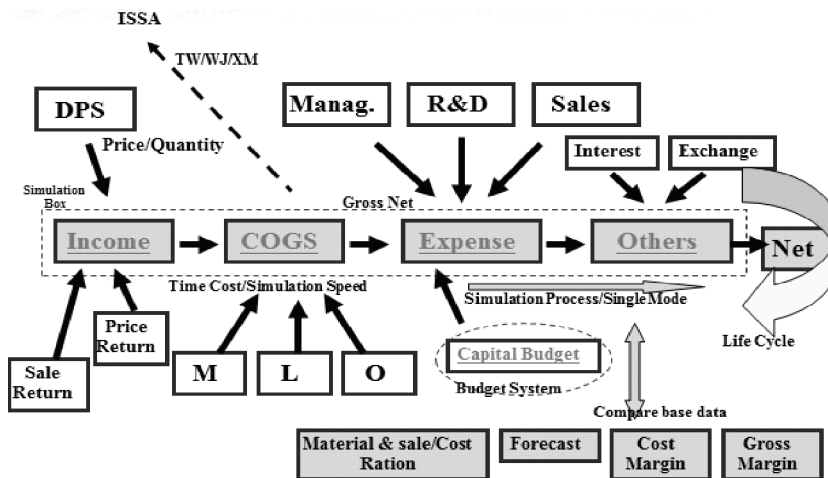 ISSA
TW/WJ/XM
DPS
Manag.
R&D
Sales
Price/Quantity
Interest
Exchange
Simulation
Box
Gross Net
Income
COGS
Expense
Others
Net
Time Cost/Simulation Speed
Simulation Process/Single Mode
Price
Return
Life Cycle
Sale
Return
M
L
O
Capital Budget
Budget System
Compare base data
Material & sale/Cost
Ration
Forecast
Cost
Margin
Gross
Margin